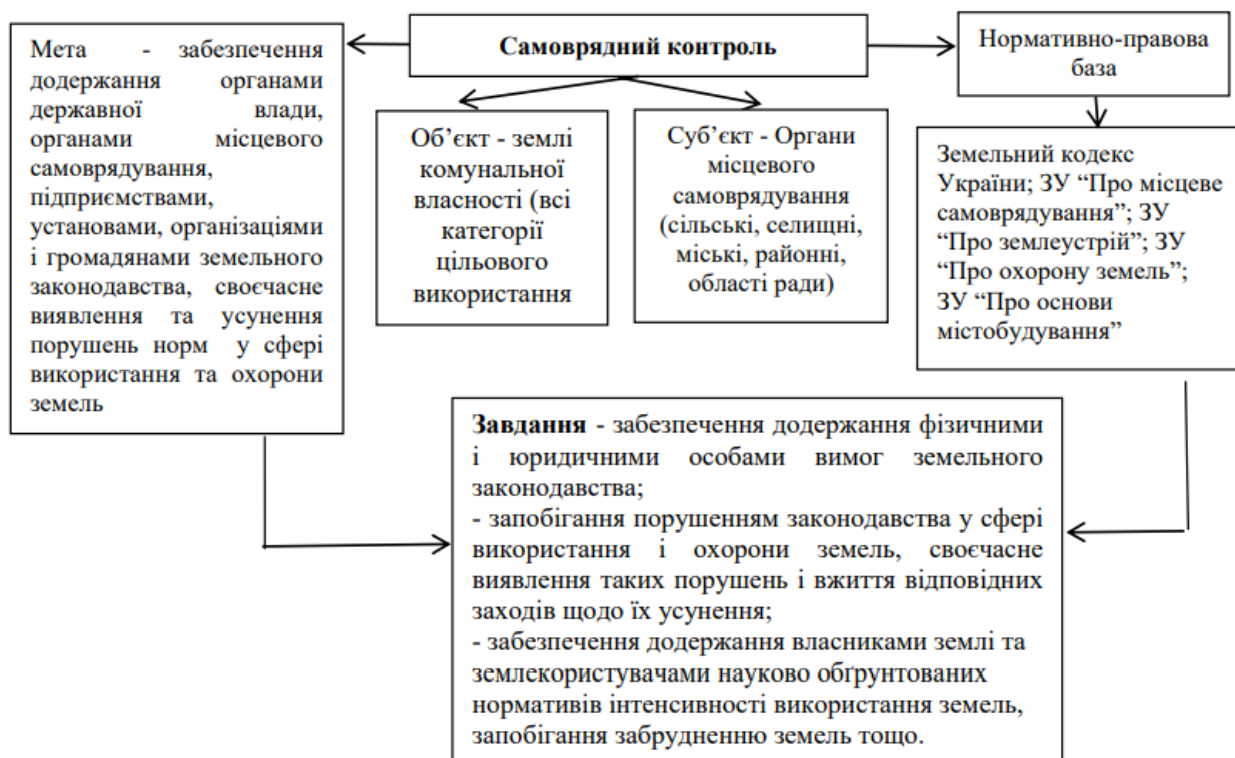 Самоврядний контроль
Мета - забезпечення
додержання органами
державної влади,
органами місцевого
самоврядування,
підприємствами,
установами, організаціями
і громадянами земельного
законодавства, своєчасне
виявлення та усунення
порушень норм у сфері
використання та охорони
земель
Об’єкт - землі
комунальної
власності (всі
категорії
цільового
використання
Суб’єкт - Органи
місцевого
самоврядування
(сільські, селищні,
міські, районні,
області ради)
Нормативно-правова
база
Земельний кодекс
України; ЗУ “Про місцеве
самоврядування”; ЗУ
“Про землеустрій”; ЗУ
“Про охорону земель”;
ЗУ “Про основи
містобудування”
Завдання - забезпечення додержання фізичними
і юридичними особами вимог земельного
законодавства;
- запобігання порушенням законодавства у сфері
використання і охорони земель, своєчасне
виявлення таких порушень і вжиття відповідних
заходів щодо їх усунення;
- забезпечення додержання власниками землі та
землекористувачами науково обґрунтованих
нормативів інтенсивності використання земель,
запобігання забрудненню земель тощо.